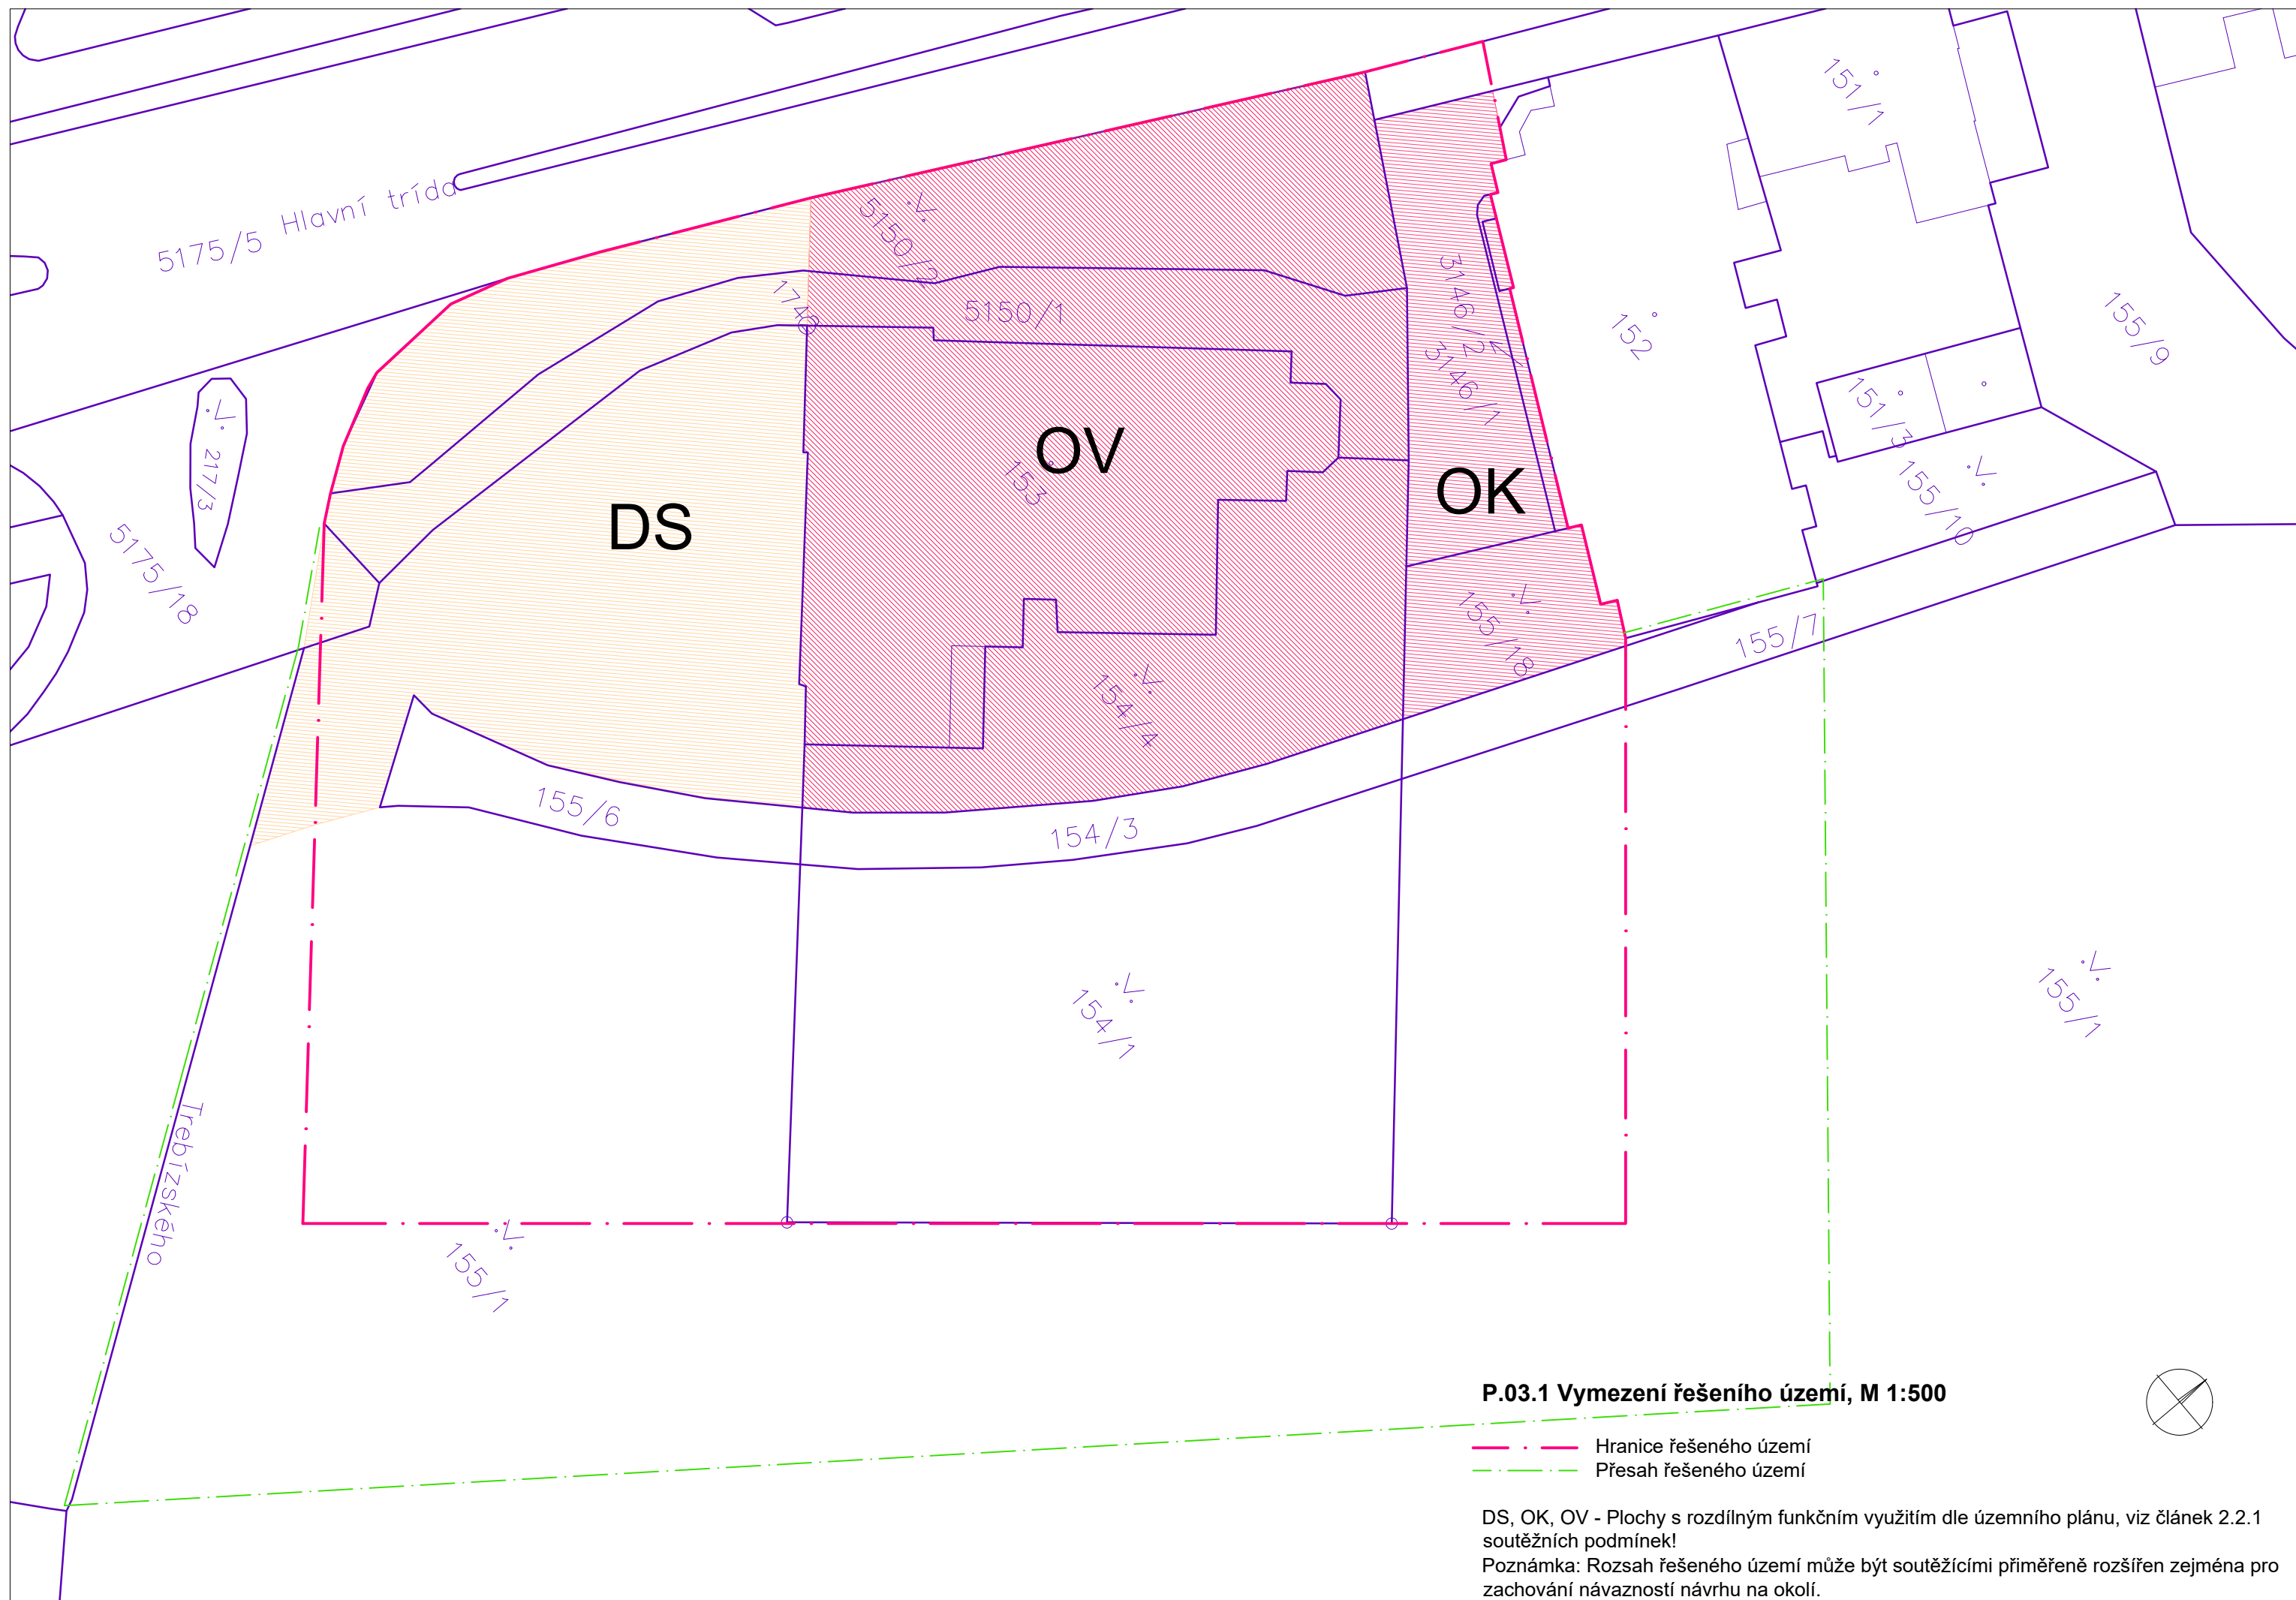 151/1
5175/5 Hlavní trída
5150/2
174
5150/1
3146/2
3146/1
152
155/9
151/3
155/10
217/3
5175/18
OV
153
OK
DS
155/18
155/7
154/4
155/6
154/3
154/1
155/1
Trebízského
155/1
P.03.1 Vymezení řešeního území, M 1:500
Hranice řešeného území
Přesah řešeného území
DS, OK, OV - Plochy s rozdílným funkčním využitím dle územního plánu, viz článek 2.2.1
soutěžních podmínek!
Poznámka: Rozsah řešeného území může být soutěžícími přiměřeně rozšířen zejména pro
zachování návazností návrhu na okolí.